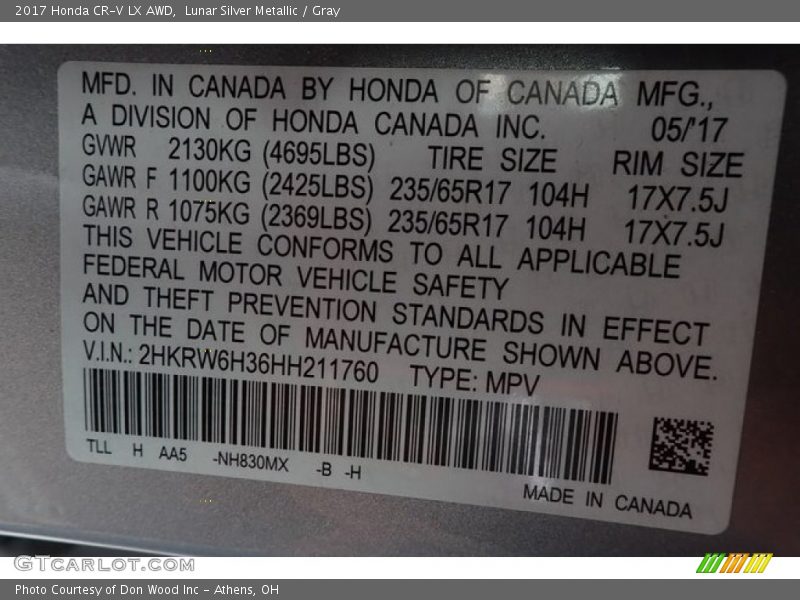 2017 Honda CR-V LX AWD,  Lunar Silver Metallic / Gray
MFD. IN CANADA BY HONDA OF CANADA MFG.,
A DIVISION OF HONDA CANADA INC. 05/'17
GVWR 2130KG (4695LBS) TIRE SIZE RIM SIZE
GAWR F 1100KG (2425LBS) 235/65R17 104H 17X7.5J
GAWR R 1075KG (2369LBS) 235/65R17 104H 17X7.5J
THIS VEHICLE CONFORMS TO ALL APPLICABLE
FEDERAL MOTOR VEHICLE SAFETY
AND THEFT PREVENTION STANDARDS IN EFFECT
ON THE DATE OF MANUFACTURE SHOWN ABOVE.
V.I.N.: 2HKRW6H36HH211760 TYPE: MPV
TLL H AA5 -NH830MX -B -H
MADE IN CANADA
GTCARLOT.COM
Photo Courtesy of Don Wood Inc - Athens, OH